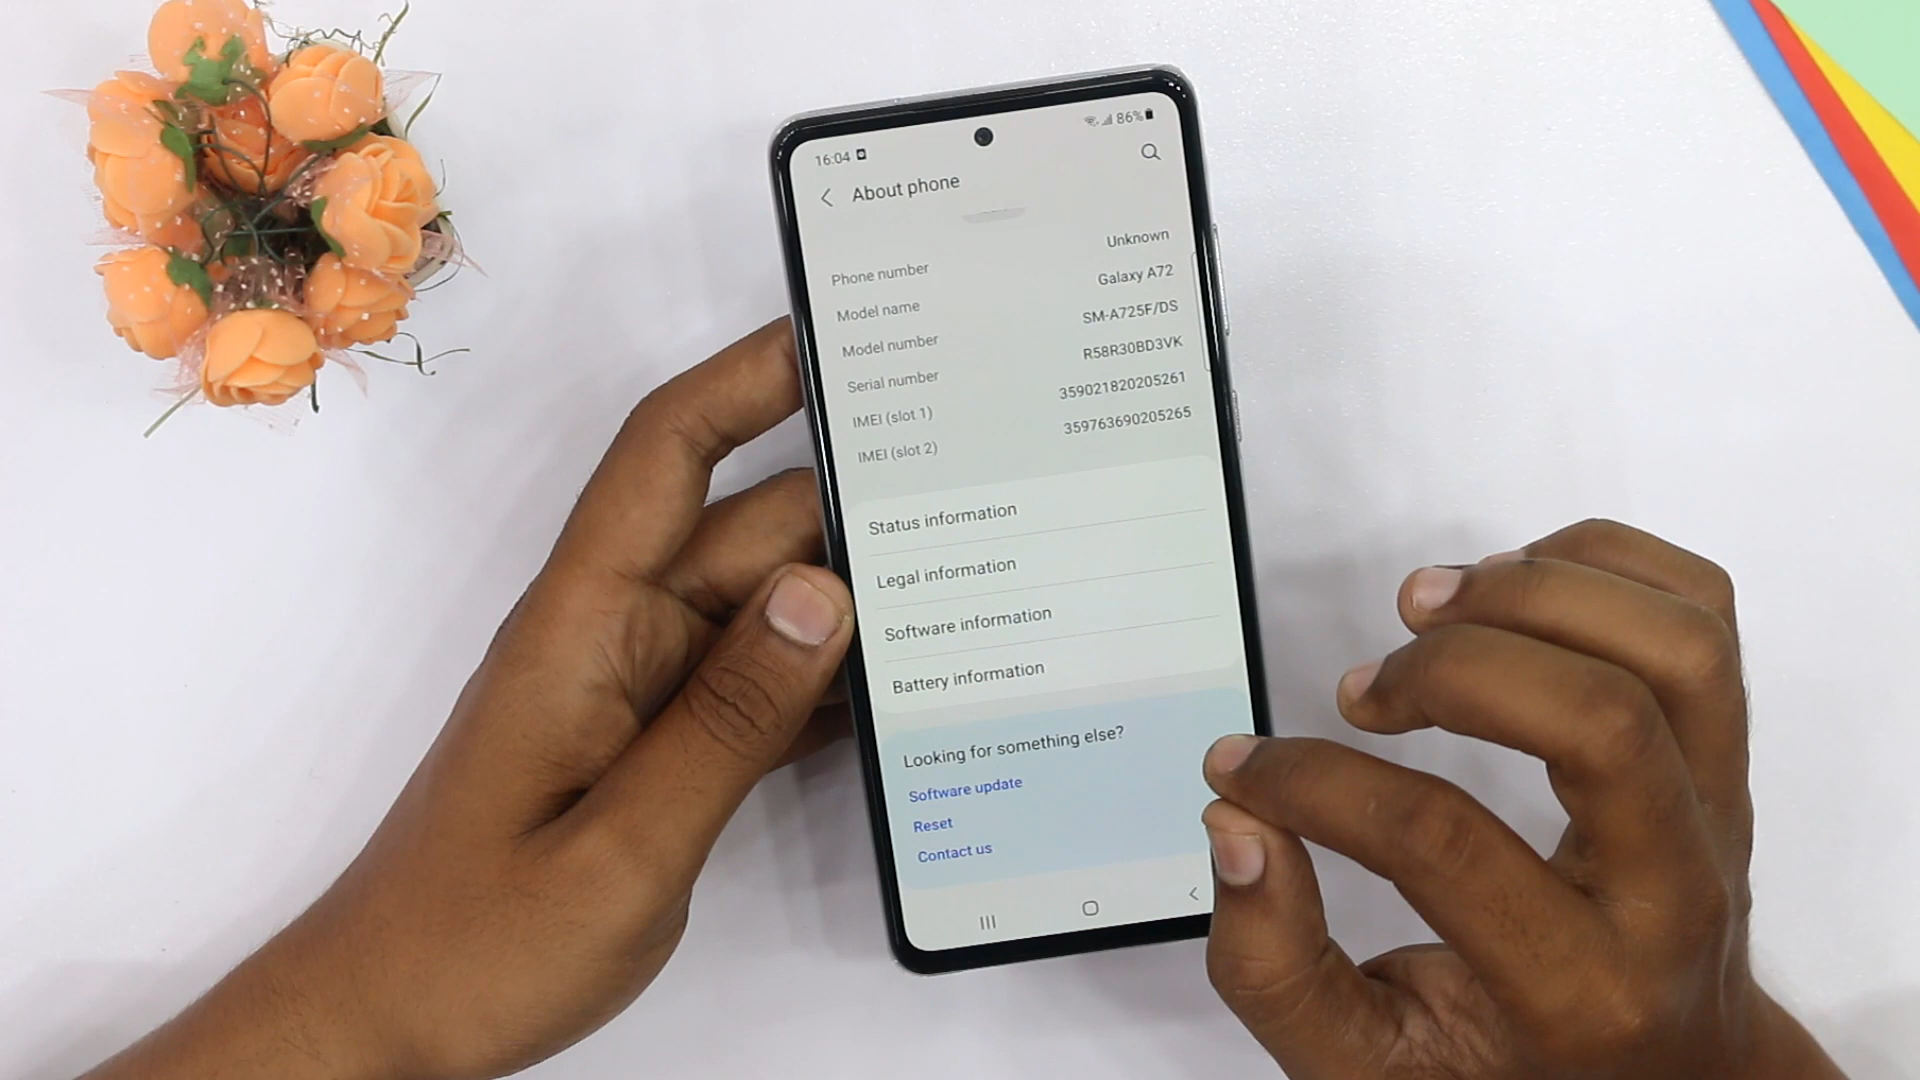 16:04
86%
About phone
Phone number Unknown
Model name Galaxy A72
Model number SM-A725F/DS
Serial number R58R30BD3VK
IMEI (slot 1) 359021820205261
IMEI (slot 2) 359763690205265
Status information
Legal information
Software information
Battery information
Looking for something else?
Software update
Reset
Contact us